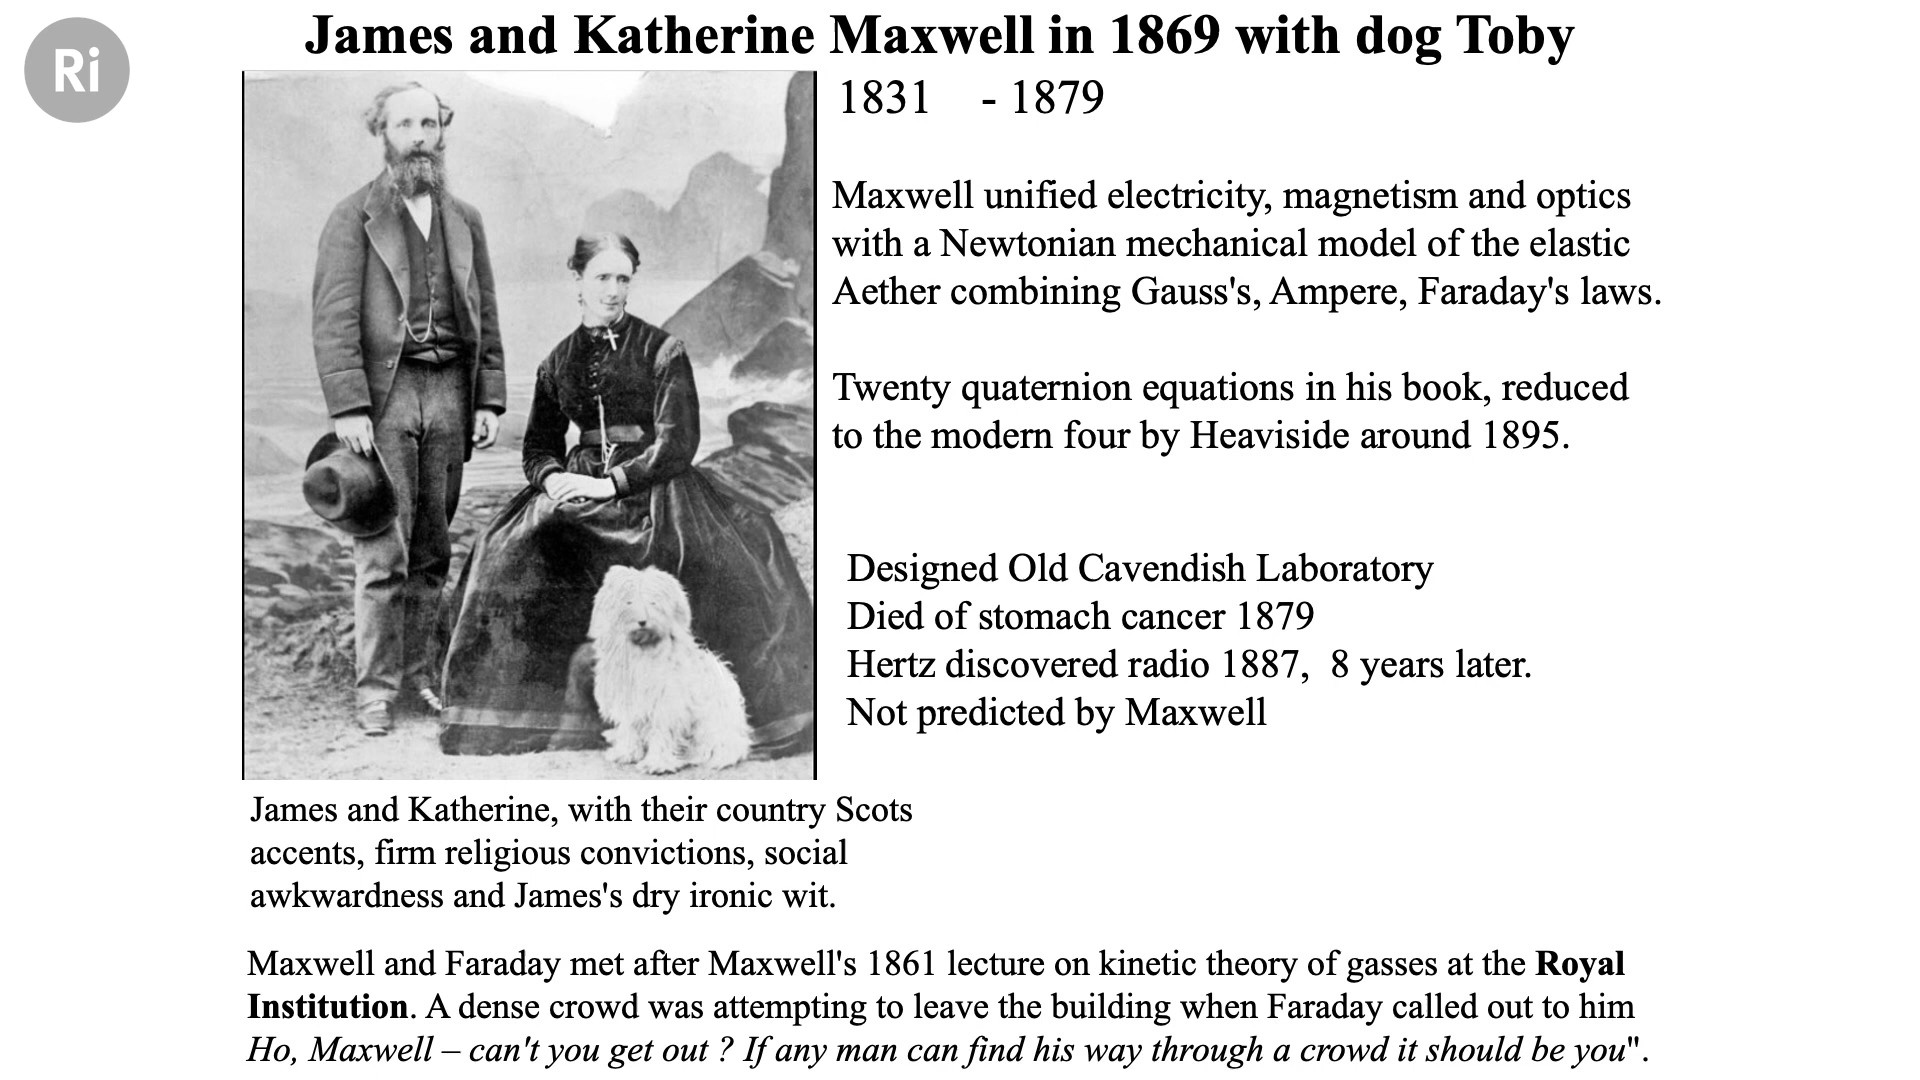 Ri
James and Katherine Maxwell in 1869 with dog Toby
1831 - 1879
Maxwell unified electricity, magnetism and optics
with a Newtonian mechanical model of the elastic
Aether combining Gauss's, Ampere, Faraday's laws.
Twenty quaternion equations in his book, reduced
to the modern four by Heaviside around 1895.
Designed Old Cavendish Laboratory
Died of stomach cancer 1879
Hertz discovered radio 1887, 8 years later.
Not predicted by Maxwell
James and Katherine, with their country Scots
accents, firm religious convictions, social
awkwardness and James's dry ironic wit.
Maxwell and Faraday met after Maxwell's 1861 lecture on kinetic theory of gasses at the Royal
Institution. A dense crowd was attempting to leave the building when Faraday called out to him
Ho, Maxwell – can't you get out ? If any man can find his way through a crowd it should be you".